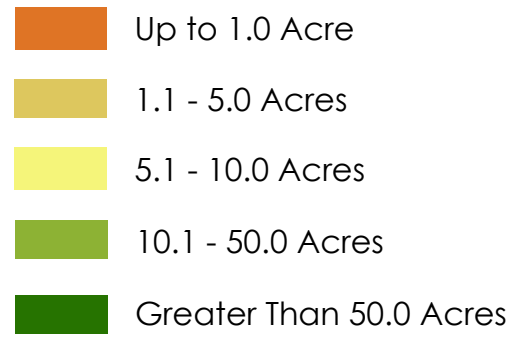 Up to 1.0 Acre
1.1 - 5.0 Acres
5.1 - 10.0 Acres
10.1 - 50.0 Acres
Greater Than 50.0 Acres